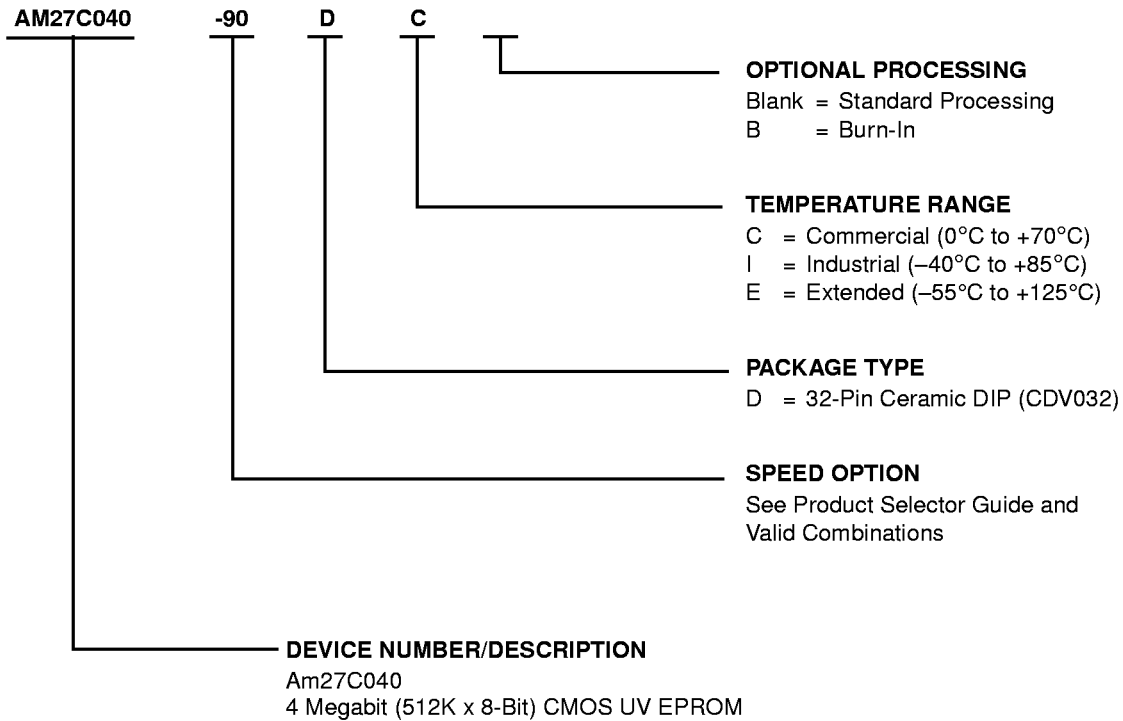 AM27C040 -90 D C
OPTIONAL PROCESSING
Blank = Standard Processing
B = Burn-In
TEMPERATURE RANGE
C = Commercial (0°C to +70°C)
I = Industrial (–40°C to +85°C)
E = Extended (–55°C to +125°C)
PACKAGE TYPE
D = 32-Pin Ceramic DIP (CDV032)
SPEED OPTION
See Product Selector Guide and
Valid Combinations
DEVICE NUMBER/DESCRIPTION
Am27C040
4 Megabit (512K x 8-Bit) CMOS UV EPROM